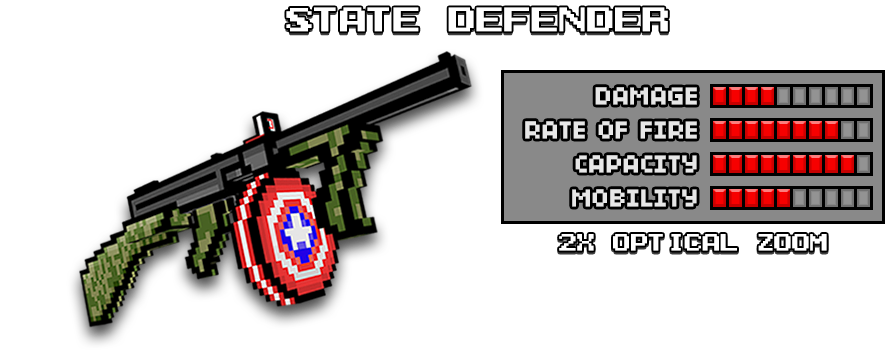 STATE DEFENDER
DAMAGE
RATE OF FIRE
CAPACITY
MOBILITY
2X OPTICAL ZOOM